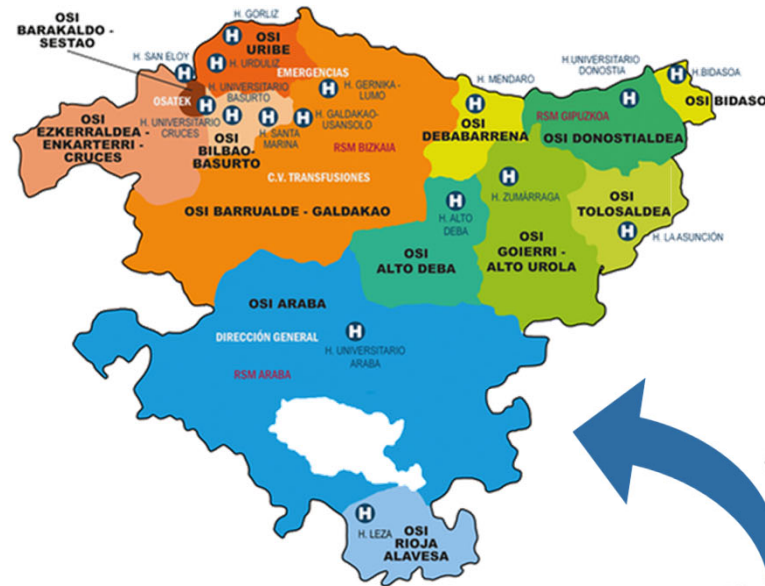 H. GORLIZ
OSI
BARAKALDO -
SESTAO
OSI
URIBE
H. SAN ELOY
H. URDULIZ
EMERGENCIAS
H. UNIVERSITARIO
BASURTO
H. GERNIKA-
LUMO
OSATEK
H. UNIVERSITARIO
CRUCES
H. GALDAKAO-
USANSOLO
H. SANTA
MARINA
OSI
EZKERRALDEA -
ENKARTERRI -
CRUCES
OSI
BILBAO-
BASURTO
RSM BIZKAIA
C.V. TRANSFUSIONES
OSI BARRUALDE - GALDAKAO
H. MENDARO
OSI
DEBABARRENA
H.UNIVERSITARIO
DONOSTIA
H.BIDASOA
OSI BIDASO
RSM GIPUZKOA
OSI DONOSTIALDEA
H. ZUMÁRRAGA
OSI
TOLOSALDEA
H. LA ASUNCIÓN
H. ALTO
DEBA
OSI
ALTO DEBA
OSI
GOIERRI -
ALTO UROLA
OSI ARABA
DIRECCIÓN GENERAL
H. UNIVERSITARIO
ARABA
RSM ARABA
H. LEZA
OSI
RIOJA
ALAVESA